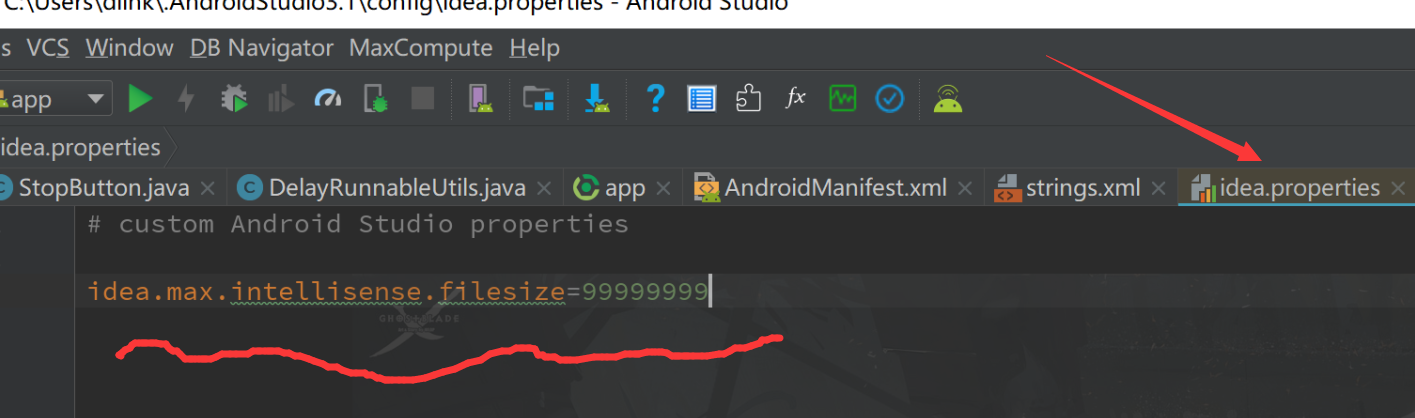 C:\Users\dlink\.AndroidStudio3.1\config\idea.properties - Android Studio
s VCS Window DB Navigator MaxCompute Help
app fx
idea.properties
StopButton.java DelayRunnableUtils.java app AndroidManifest.xml strings.xml idea.properties
# custom Android Studio properties
idea.max.intellisense.filesize=99999999